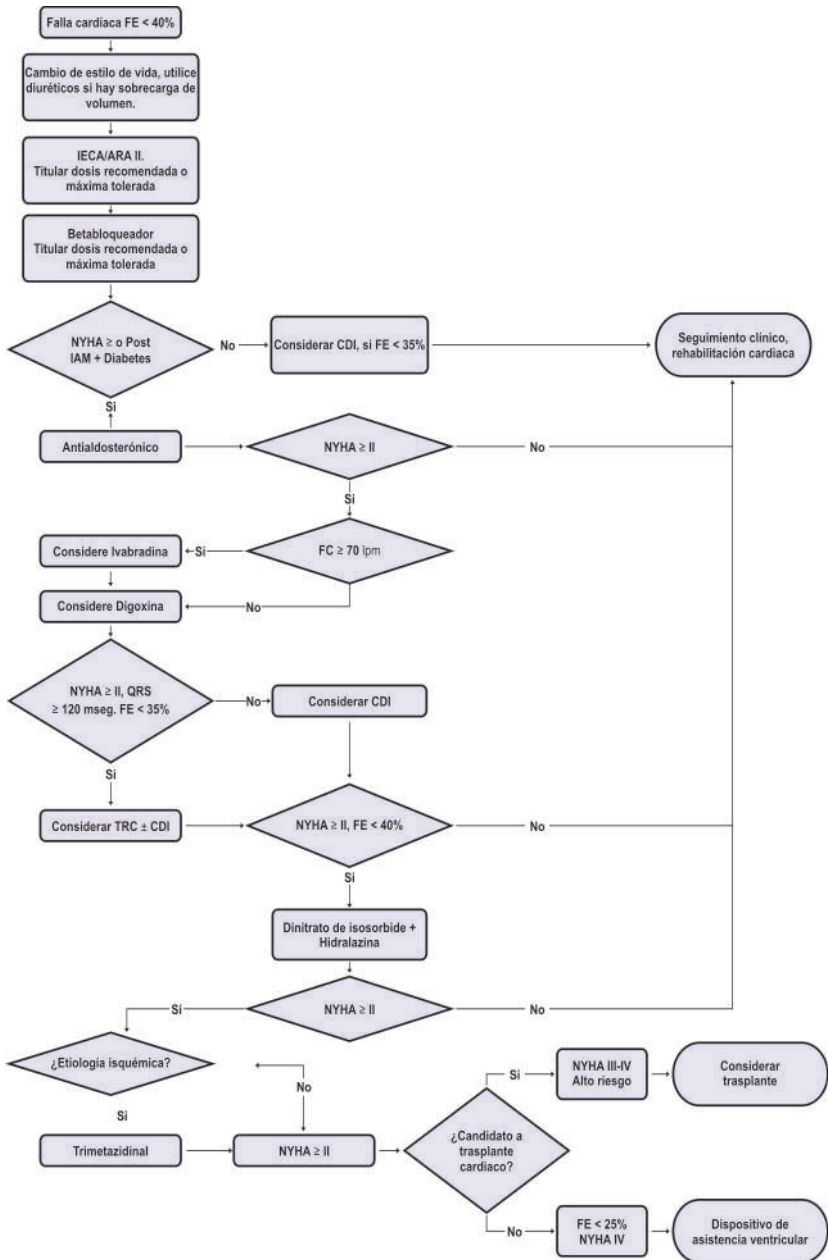 Falla cardíaca FE < 40%
Cambio de estilo de vida, utilice
diuréticos si hay sobrecarga de
volumen.
IECA/ARA II.
Titular dosis recomendada o
máxima tolerada
Betabloqueador
Titular dosis recomendada o
máxima tolerada
NYHA ≥ o Post
IAM + Diabetes
No
Considerar CDI, si FE < 35%
Seguimiento clínico,
rehabilitación cardiaca
Si
Antialdosterónico
NYHA ≥ II
No
Si
Considere Ivabradina
Si
FC ≥ 70 lpm
Considere Digoxina
No
NYHA ≥ II, QRS
≥ 120 mseg. FE < 35%
No
Considerar CDI
Si
Considerar TRC ± CDI
NYHA ≥ II, FE < 40%
No
Si
Dinitrato de isosorbide +
Hidralazina
Sí
NYHA ≥ II
No
¿Etiología isquémica?
No
Si
Trimetazidinal
NYHA ≥ II
¿Candidato a
trasplante
cardiaco?
Si
NYHA III-IV
Alto riesgo
Considerar
trasplante
No
FE < 25%
NYHA IV
Dispositivo de
asistencia ventricular